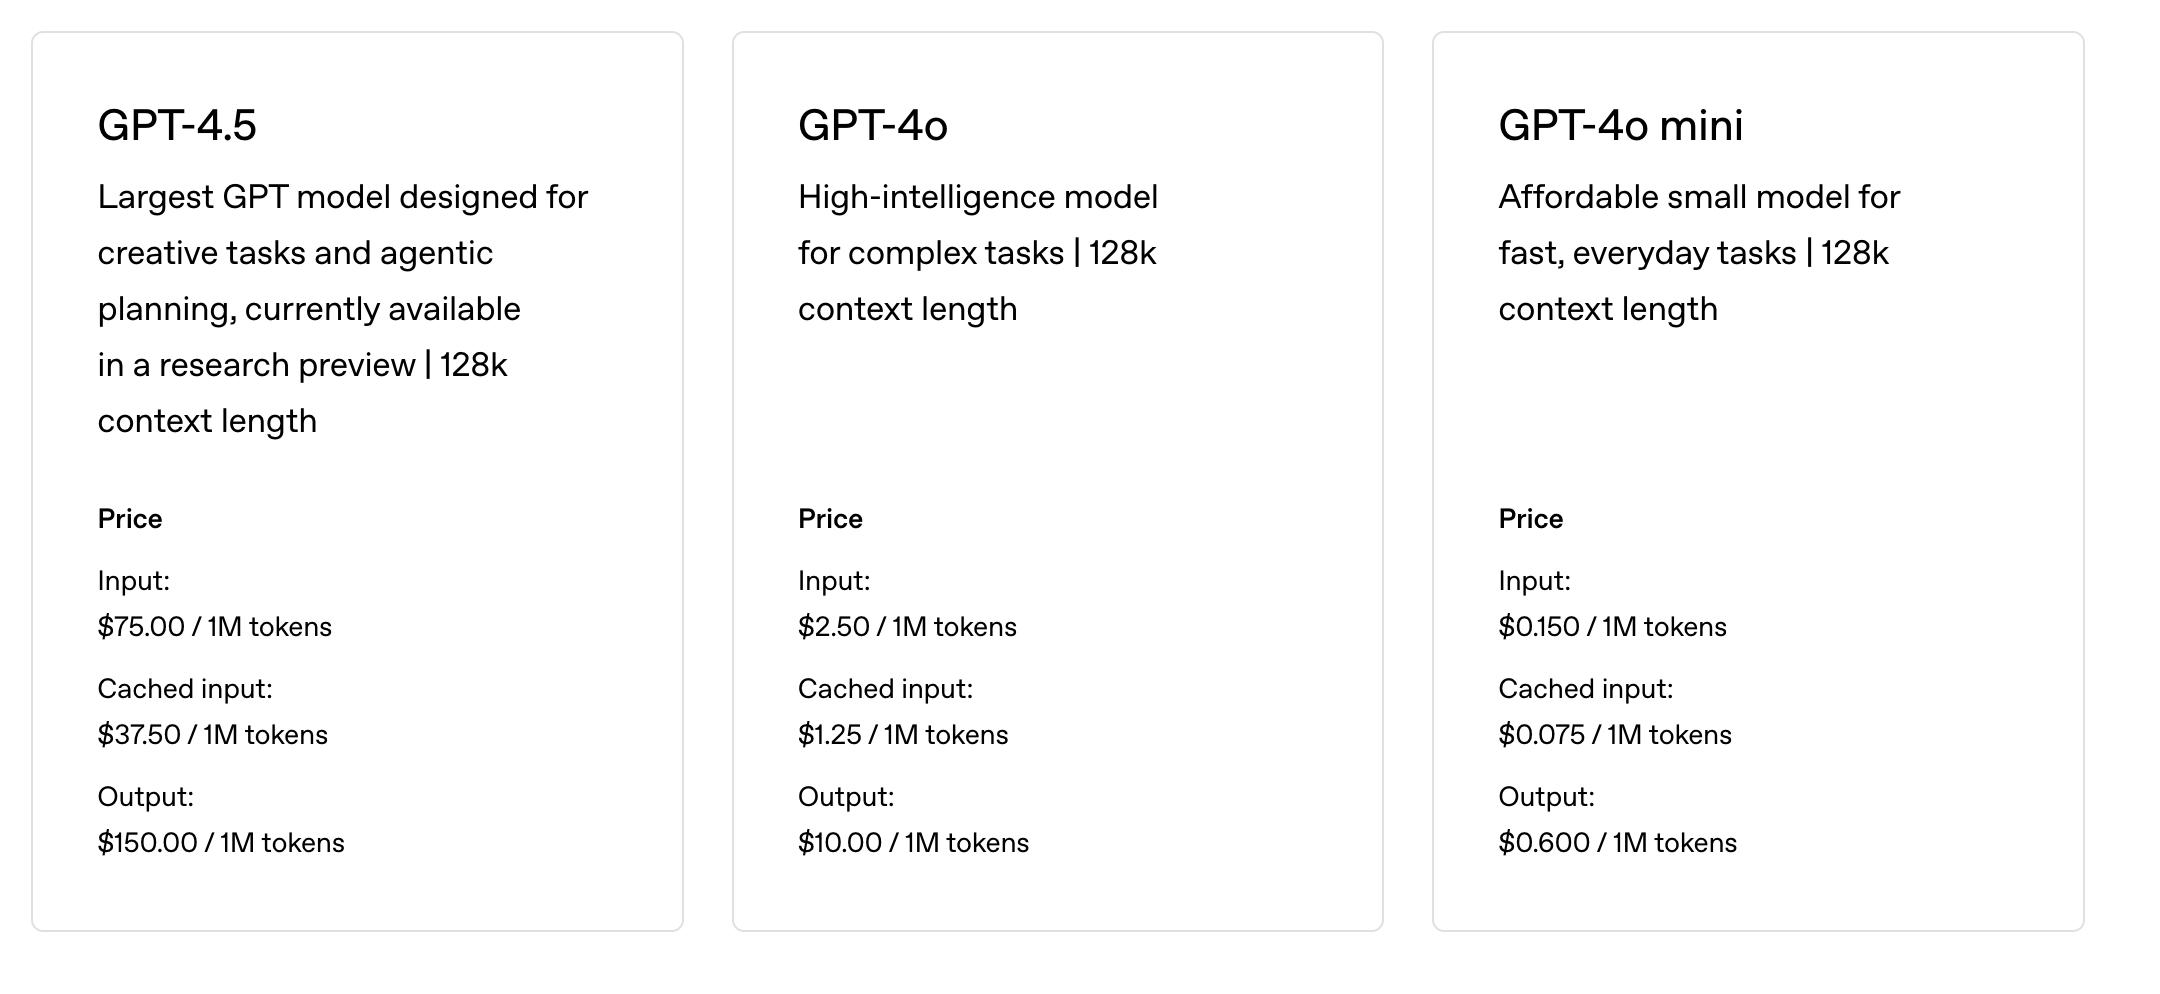 GPT-4.5
Largest GPT model designed for
creative tasks and agentic
planning, currently available
in a research preview | 128k
context length
Price
Input:
$75.00 / 1M tokens
Cached input:
$37.50 / 1M tokens
Output:
$150.00 / 1M tokens
GPT-4o
High-intelligence model
for complex tasks | 128k
context length
Price
Input:
$2.50 / 1M tokens
Cached input:
$1.25 / 1M tokens
Output:
$10.00 / 1M tokens
GPT-4o mini
Affordable small model for
fast, everyday tasks | 128k
context length
Price
Input:
$0.150 / 1M tokens
Cached input:
$0.075 / 1M tokens
Output:
$0.600 / 1M tokens